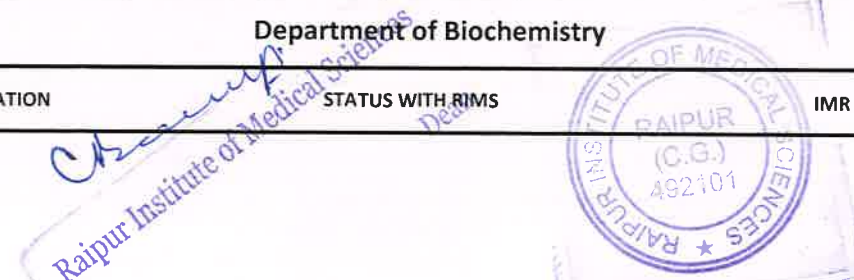 Department of Biochemistry
ATION STATUS WITH RIMS IMR
Dean
Raipur Institute of Medical Sciences
RAIPUR INSTITUTE OF MEDICAL SCIENCES ★
RAIPUR
(C.G.)
492101